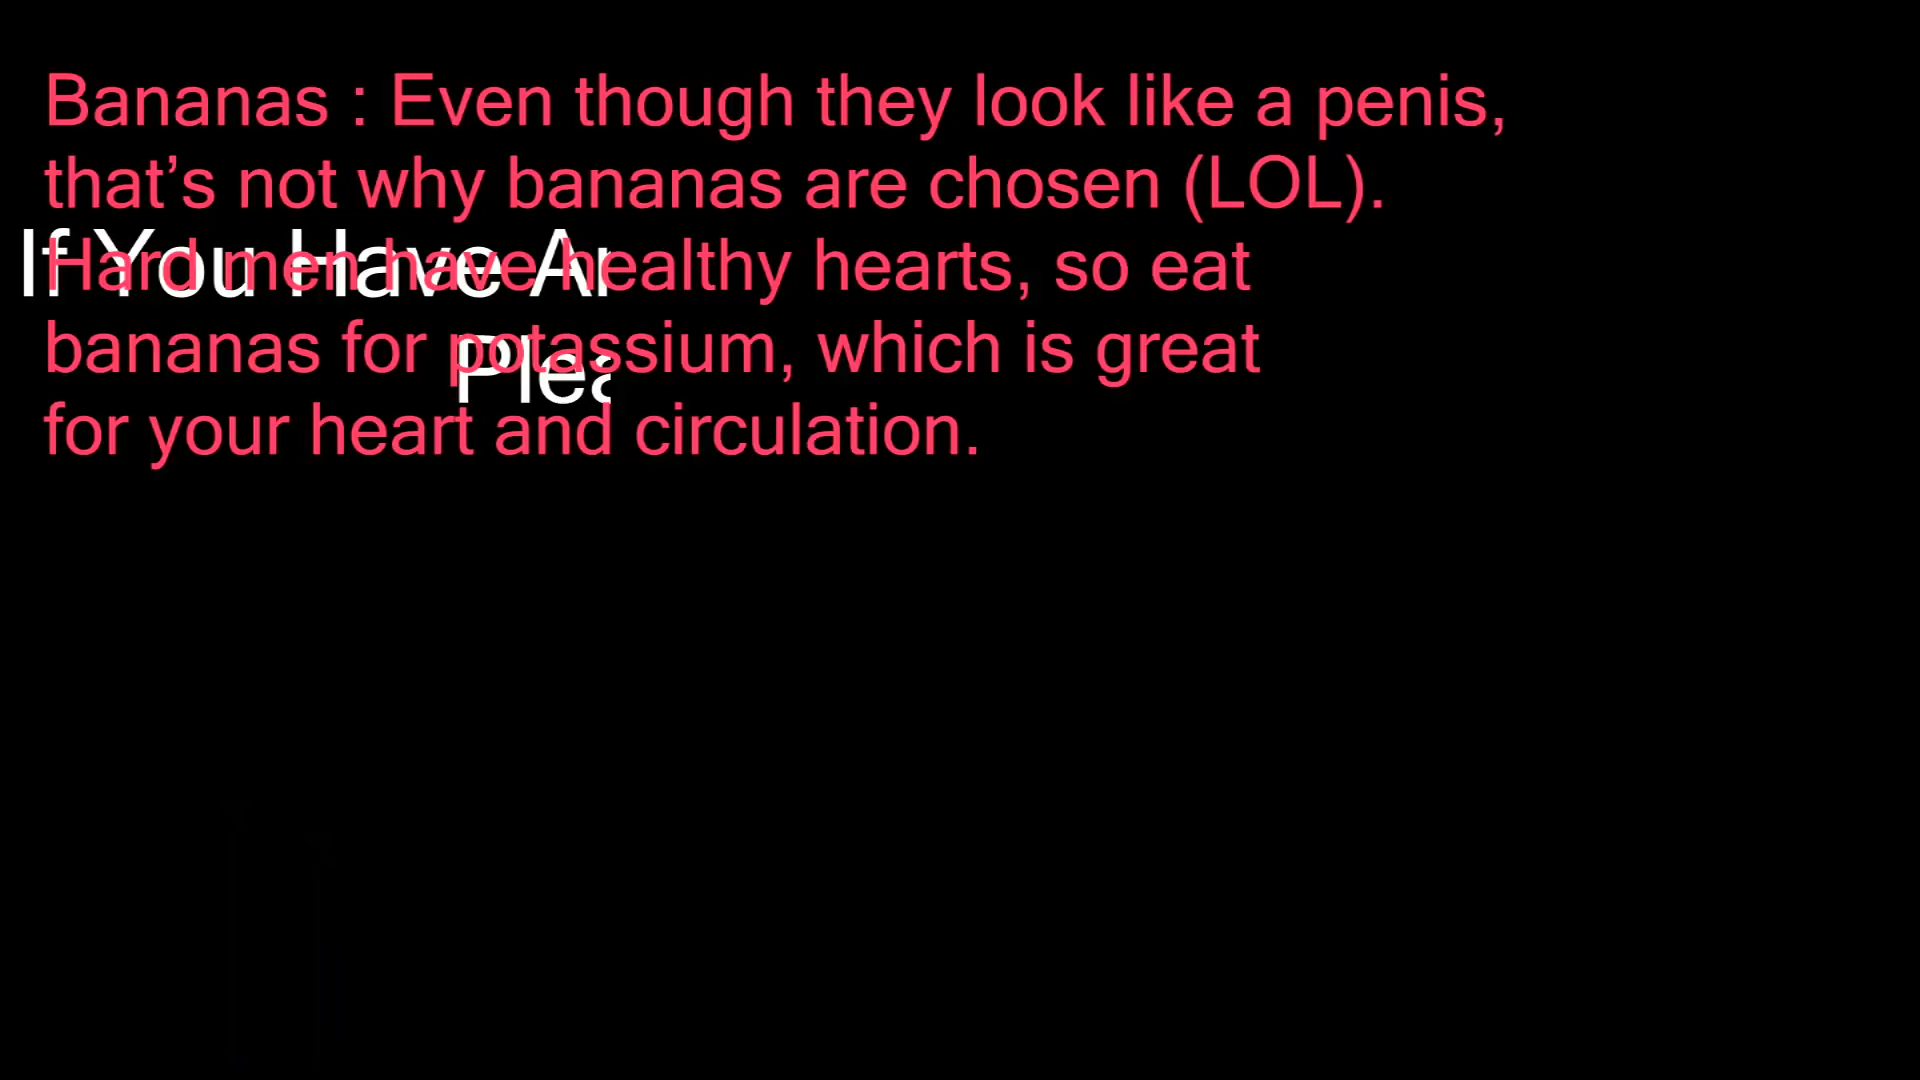 Bananas : Even though they look like a penis,
that’s not why bananas are chosen (LOL).
Hard men have healthy hearts, so eat
If You Have
bananas for potassium, which is great
for your heart and circulation.